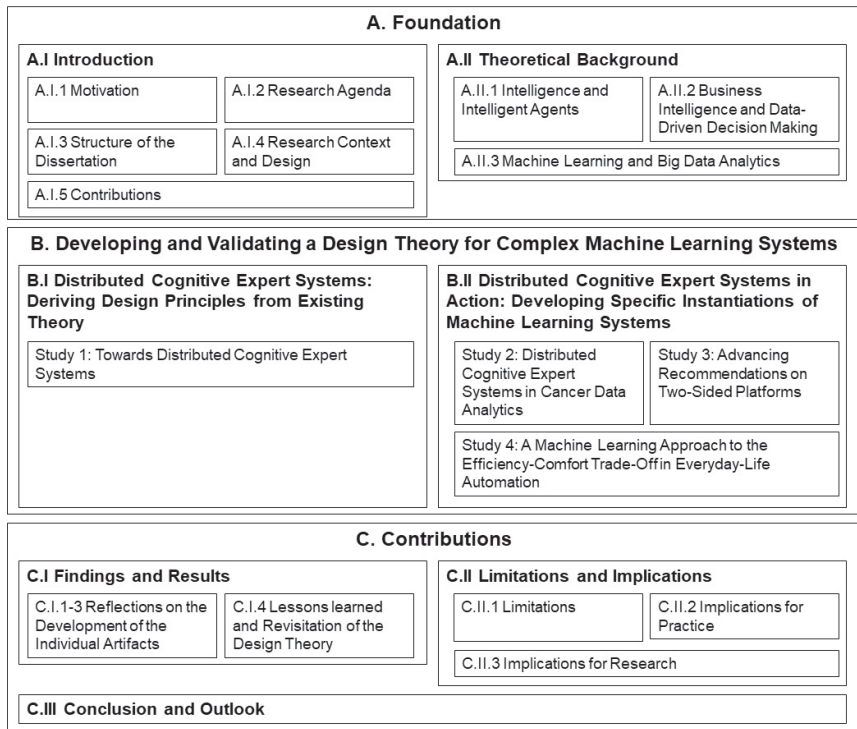 A. Foundation
A.I Introduction
A.I.1 Motivation
A.I.2 Research Agenda
A.I.3 Structure of the
Dissertation
A.I.4 Research Context
and Design
A.I.5 Contributions
A.II Theoretical Background
A.II.1 Intelligence and
Intelligent Agents
A.II.2 Business
Intelligence and Data-
Driven Decision Making
A.II.3 Machine Learning and Big Data Analytics
B. Developing and Validating a Design Theory for Complex Machine Learning Systems
B.I Distributed Cognitive Expert Systems:
Deriving Design Principles from Existing
Theory
Study 1: Towards Distributed Cognitive Expert
Systems
B.II Distributed Cognitive Expert Systems in
Action: Developing Specific Instantiations of
Machine Learning Systems
Study 2: Distributed
Cognitive Expert
Systems in Cancer Data
Analytics
Study 3: Advancing
Recommendations on
Two-Sided Platforms
Study 4: A Machine Learning Approach to the
Efficiency-Comfort Trade-Off in Everyday-Life
Automation
C. Contributions
C.I Findings and Results
C.I.1-3 Reflections on the
Development of the
Individual Artifacts
C.I.4 Lessons learned
and Revisitation of the
Design Theory
C.II Limitations and Implications
C.II.1 Limitations
C.II.2 Implications for
Practice
C.II.3 Implications for Research
C.III Conclusion and Outlook